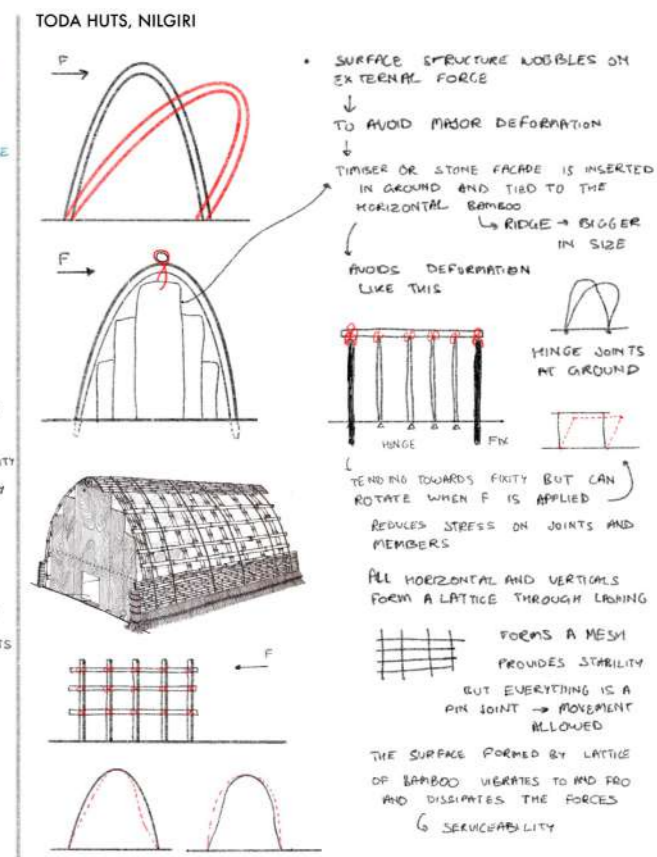 TODA HUTS, NILGIRI
F
• SURFACE STRUCTURE WOBBLES ON
EXTERNAL FORCE
↓
TO AVOID MAJOR DEFORMATION
↓
TIMBER OR STONE FACADE IS INSERTED
IN GROUND AND TIED TO THE
HORIZONTAL BAMBOO
↳ RIDGE → BIGGER
IN SIZE
F
AVOIDS DEFORMATION
LIKE THIS
HINGE JOINTS
AT GROUND
HINGE
FIX
TENDING TOWARDS FIXITY BUT CAN
ROTATE WHEN F IS APPLIED
REDUCES STRESS ON JOINTS AND
MEMBERS
ALL HORIZONTAL AND VERTICALS
FORM A LATTICE THROUGH LASHING
F
FORMS A MESH
PROVIDES STABILITY
BUT EVERYTHING IS A
PIN JOINT → MOVEMENT
ALLOWED
THE SURFACE FORMED BY LATTICE
OF BAMBOO VIBRATES TO AND FRO
AND DISSIPATES THE FORCES
↳ SERVICEABILITY